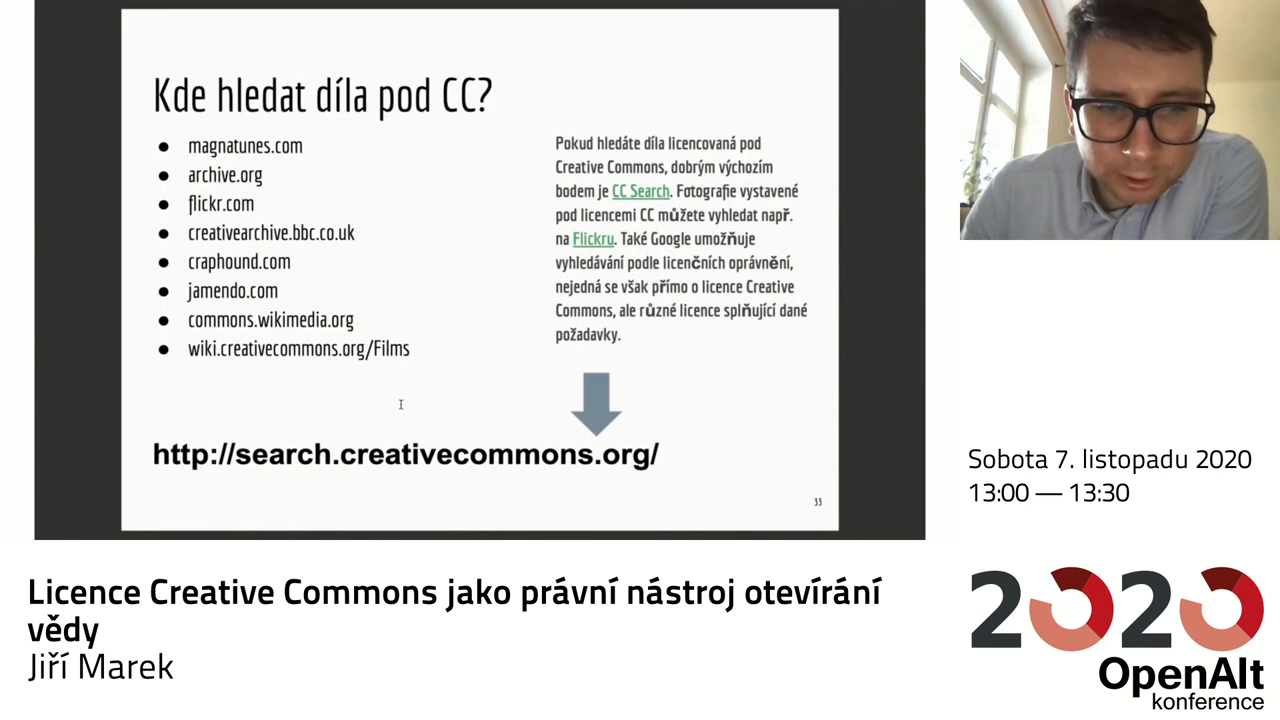 Kde hledat díla pod CC?
● magnatunes.com
● archive.org
● flickr.com
● creativearchive.bbc.co.uk
● craphound.com
● jamendo.com
● commons.wikimedia.org
● wiki.creativecommons.org/Films
Pokud hledáte díla licencovaná pod
Creative Commons, dobrým výchozím
bodem je CC Search. Fotografie vystavené
pod licencemi CC můžete vyhledat např.
na Flickru. Také Google umožňuje
vyhledávání podle licenčních oprávnění,
nejedná se však přímo o licence Creative
Commons, ale různé licence splňující dané
požadavky.
http://search.creativecommons.org/
33
Sobota 7. listopadu 2020
13:00 — 13:30
Licence Creative Commons jako právní nástroj otevírání
vědy
Jiří Marek
2020
OpenAlt
konference